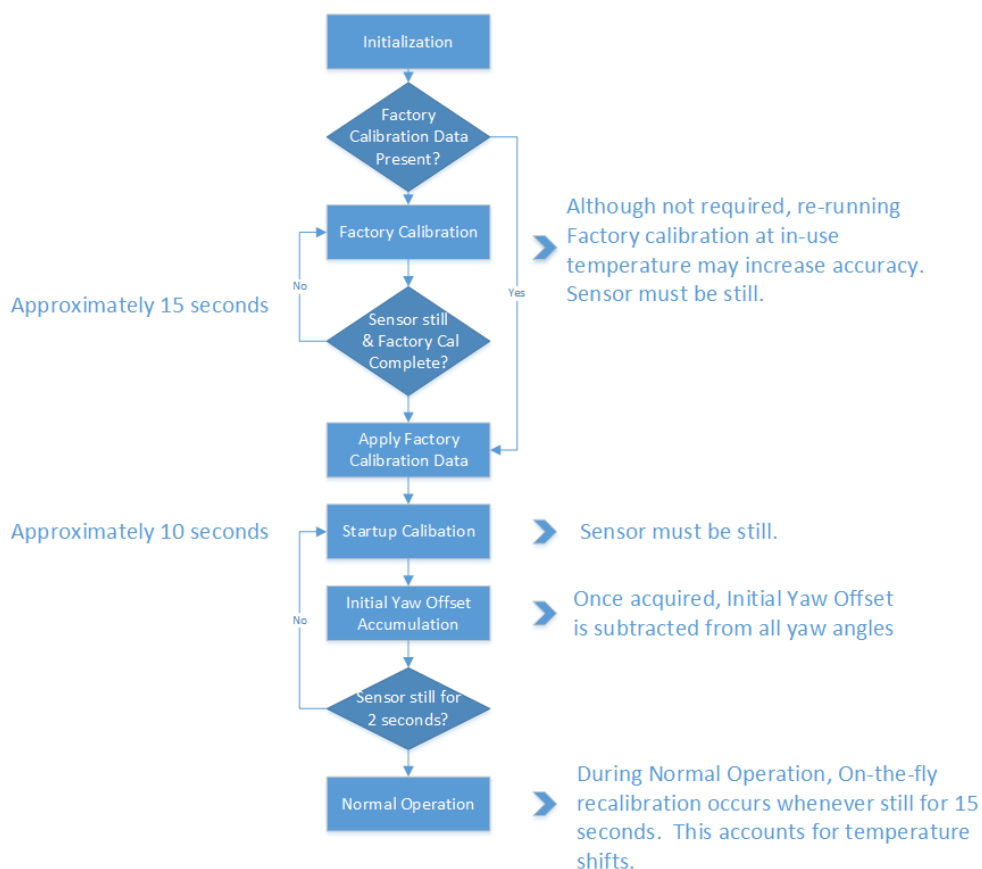 Initialization
Factory
Calibration Data
Present?
Factory Calibration
Although not required, re-running
Factory calibration at in-use
temperature may increase accuracy.
Sensor must be still.
No
Yes
Approximately 15 seconds
Sensor still
& Factory Cal
Complete?
Apply Factory
Calibration Data
Approximately 10 seconds
Startup Calibation
Sensor must be still.
Initial Yaw Offset
Accumulation
Once acquired, Initial Yaw Offset
is subtracted from all yaw angles
No
Sensor still for
2 seconds?
Normal Operation
During Normal Operation, On-the-fly
recalibration occurs whenever still for 15
seconds.  This accounts for temperature
shifts.